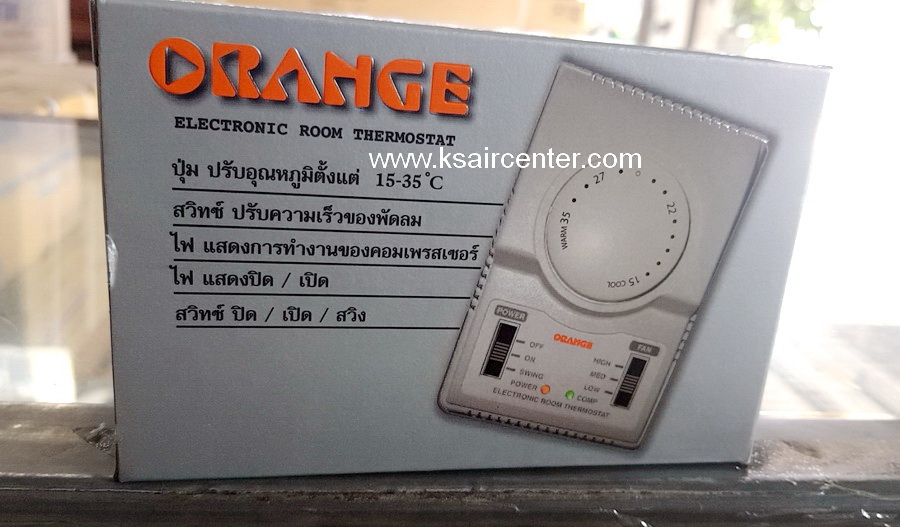 ORANGE
ELECTRONIC ROOM THERMOSTAT
www.ksaircenter.com
ปุ่ม ปรับอุณหภูมิตั้งแต่ 15-35 ํC
สวิทซ์ ปรับความเร็วของพัดลม
ไฟ แสดงการทำงานของคอมเพรสเซอร์
ไฟ แสดงปิด / เปิด
สวิทซ์ ปิด / เปิด / สวิง
27
22
WARM 35
15 COOL
POWER
OFF
ON
SWING
ORANGE
FAN
HIGH
MED
LOW
POWER
COMP
ELECTRONIC ROOM THERMOSTAT